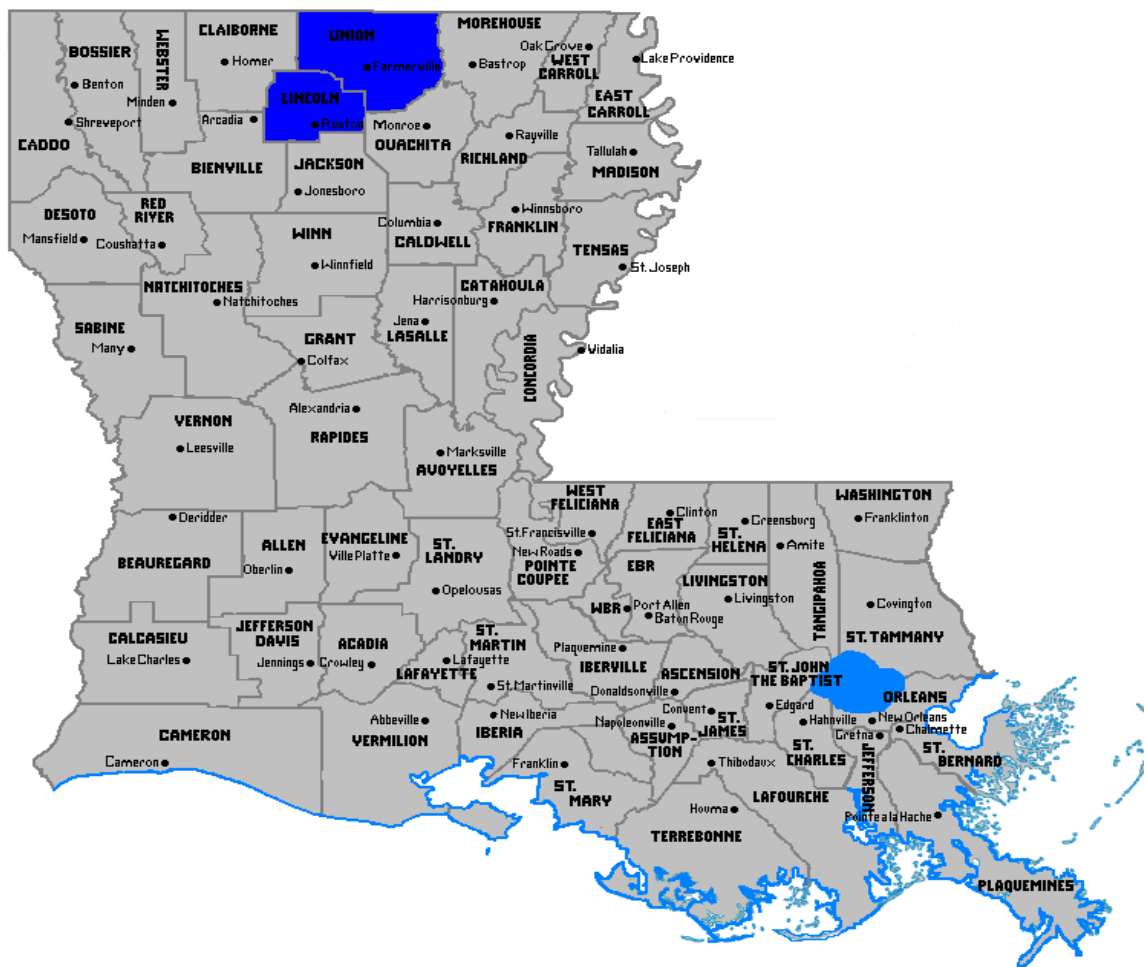 MOREHOUSE
CLAIBORNE
UNION
WEBSTER
BOSSIER
Oak Grove
WEST
CARROLL
Homer
Farmerville
Bastrop
Lake Providence
Benton
Minden
LINCOLN
EAST
CARROLL
Shreveport
Arcadia
Ruston
Monroe
Rayville
CADDO
OUACHITA
RICHLAND
Tallulah
MADISON
BIENVILLE
JACKSON
Jonesboro
RED
RIVER
DESOTO
Winnsboro
FRANKLIN
Columbia
CALDWELL
Mansfield
Coushatta
WINN
Winnfield
TENSAS
St. Joseph
NATCHITOCHES
Natchitoches
CATAHOULA
Harrisonburg
SABINE
Many
GRANT
Colfax
Jena
LASALLE
CONCORDIA
Vidalia
Alexandria
RAPIDES
VERNON
Leesville
Marksville
AVOYELLES
WEST
FELICIANA
WASHINGTON
Franklinton
Deridder
Clinton
EAST
FELICIANA
Greensburg
ST.
HELENA
St. Francisville
Amite
BEAUREGARD
ALLEN
Oberlin
EVANGELINE
Ville Platte
ST.
LANDRY
Opelousas
New Roads
POINTE
COUPEE
EBR
LIVINGSTON
Livingston
TANGIPAHOA
WBR
Port Allen
Baton Rouge
Covington
ST. TAMMANY
CALCASIEU
Lake Charles
JEFFERSON
DAVIS
Jennings
ACADIA
Crowley
LAFAYETTE
Lafayette
ST.
MARTIN
St. Martinville
Plaquemine
IBERVILLE
ASCENSION
Donaldsonville
ST. JOHN
THE BAPTIST
ORLEANS
New Orleans
Chalmette
Edgard
Hahnville
Gretna
Convent
ST.
JAMES
Napoleonville
ASSUMP-
TION
CAMERON
Cameron
Abbeville
VERMILION
New Iberia
IBERIA
Franklin
ST.
MARY
Thibodaux
ST.
CHARLES
JEFFERSON
ST.
BERNARD
LAFOURCHE
Houma
TERREBONNE
Pointe a la Hache
PLAQUEMINES